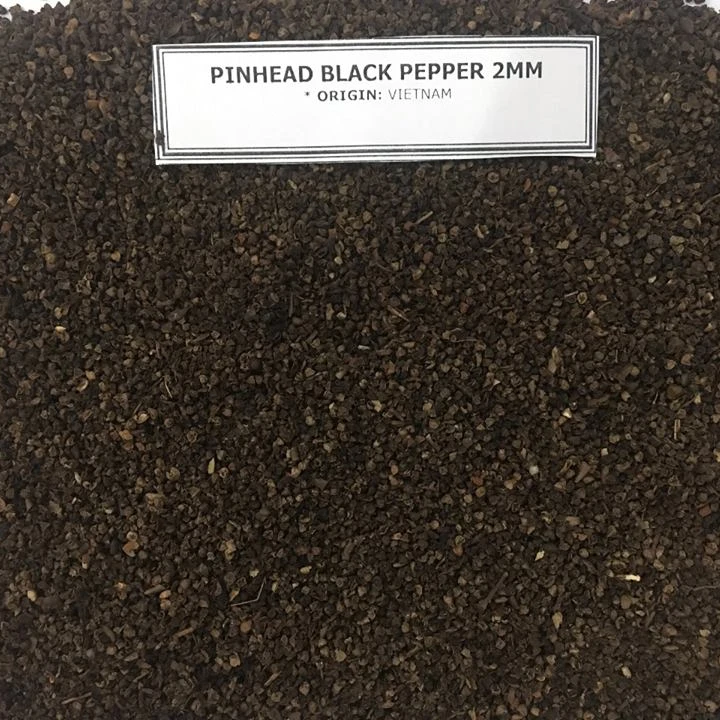 PINHEAD BLACK PEPPER 2MM
* ORIGIN: VIETNAM